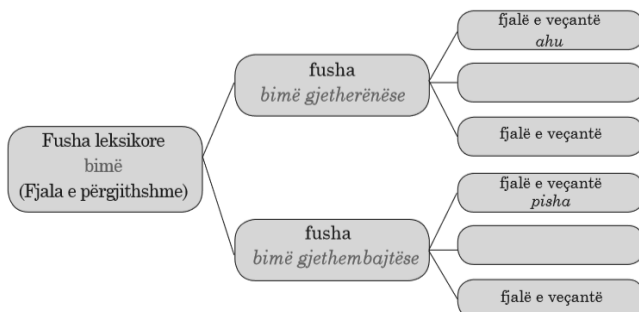 Fusha leksikore
bimë
(Fjala e përgjithshme)
fusha
bimë gjetherënëse
fjalë e veçantë
ahu
fjalë e veçantë
fusha
bimë gjethembajtëse
fjalë e veçantë
pisha
fjalë e veçantë